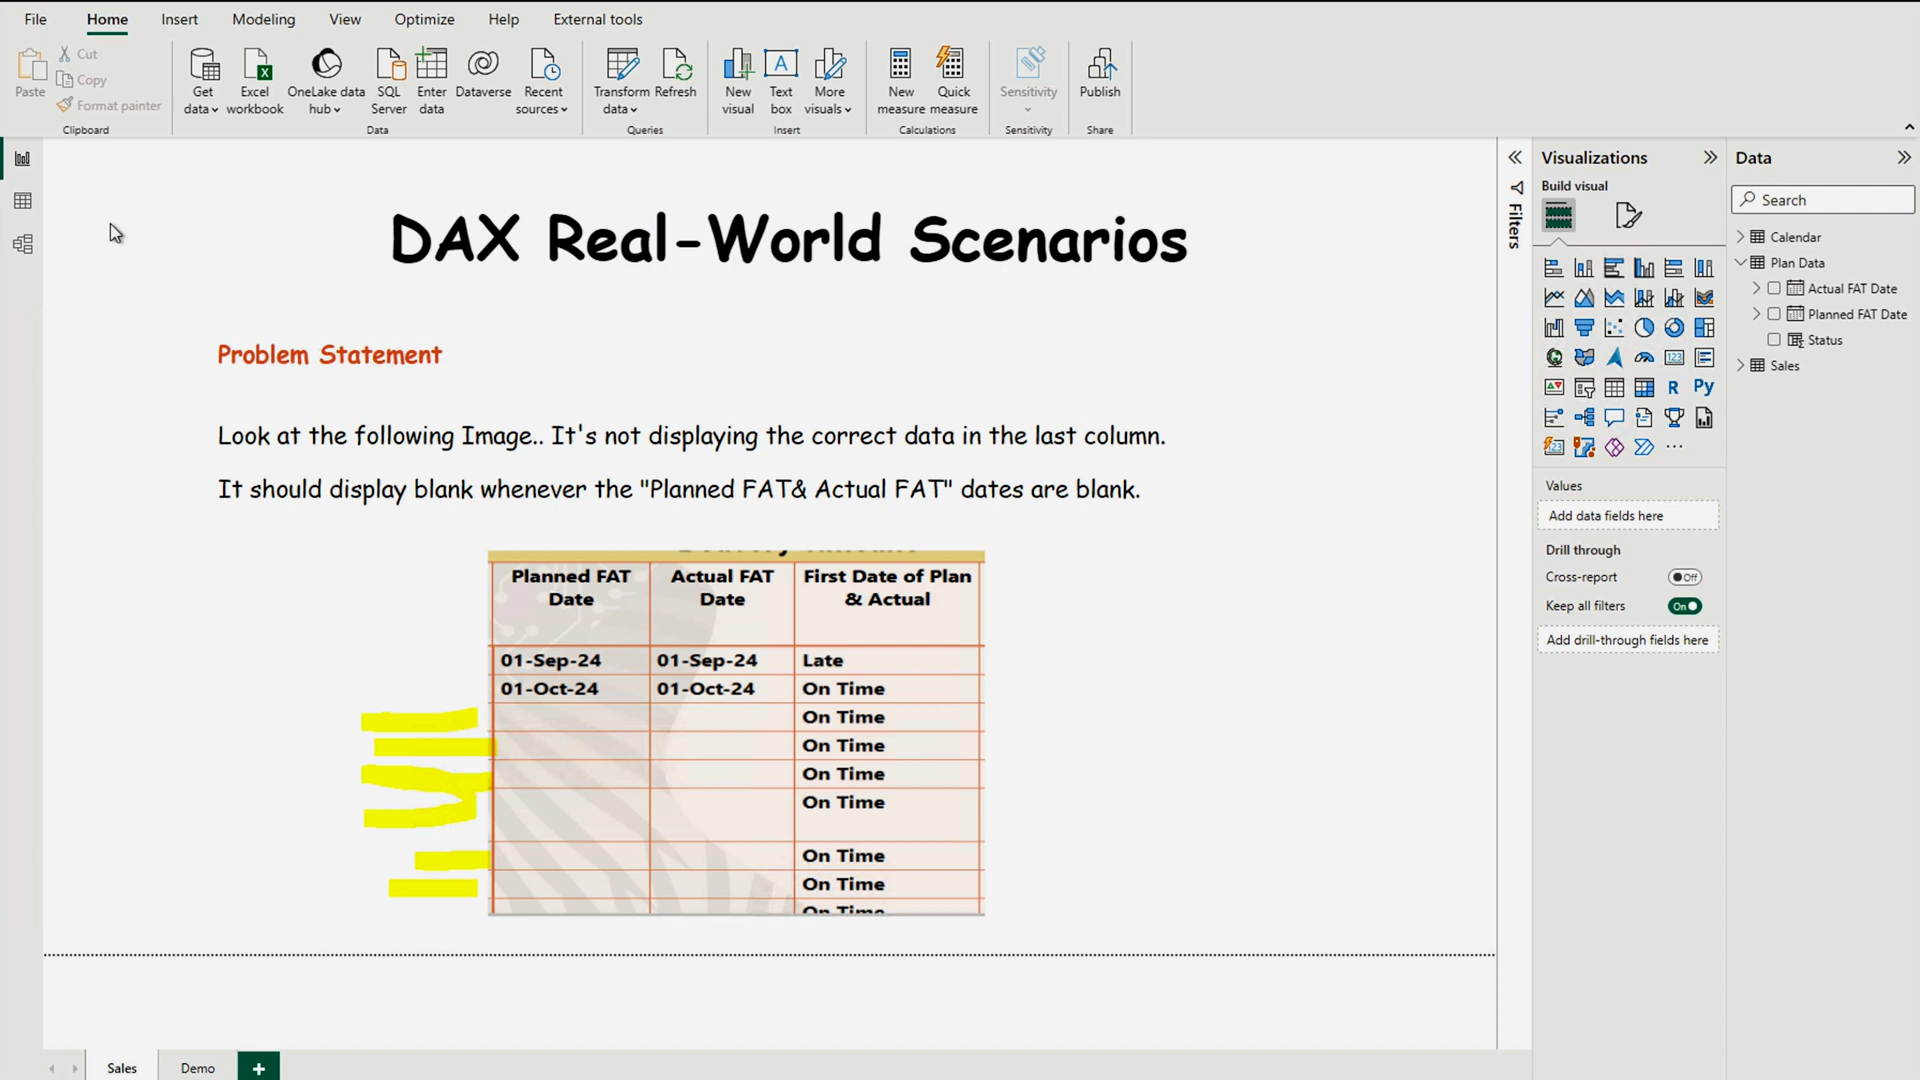 File Home Insert Modeling View Optimize Help External tools
Paste
Cut
Copy
Format painter
Clipboard
Get data
Excel workbook
OneLake data hub
SQL Server
Enter data
Dataverse
Recent sources
Data
Transform data
Refresh
Queries
New visual
Text box
More visuals
Insert
New measure
Quick measure
Calculations
Sensitivity
Sensitivity
Publish
Share
DAX Real-World Scenarios
Problem Statement
Look at the following Image.. It's not displaying the correct data in the last column.
It should display blank whenever the "Planned FAT& Actual FAT" dates are blank.
Planned FAT Date
Actual FAT Date
First Date of Plan & Actual
01-Sep-24 01-Sep-24 Late
01-Oct-24 01-Oct-24 On Time
On Time
On Time
On Time
On Time
On Time
On Time
On Time
Filters
Visualizations
Build visual
123
R Py
123
Values
Add data fields here
Drill through
Cross-report Off
Keep all filters On
Add drill-through fields here
Data
Search
Calendar
Plan Data
Actual FAT Date
Planned FAT Date
Status
Sales
Sales Demo +